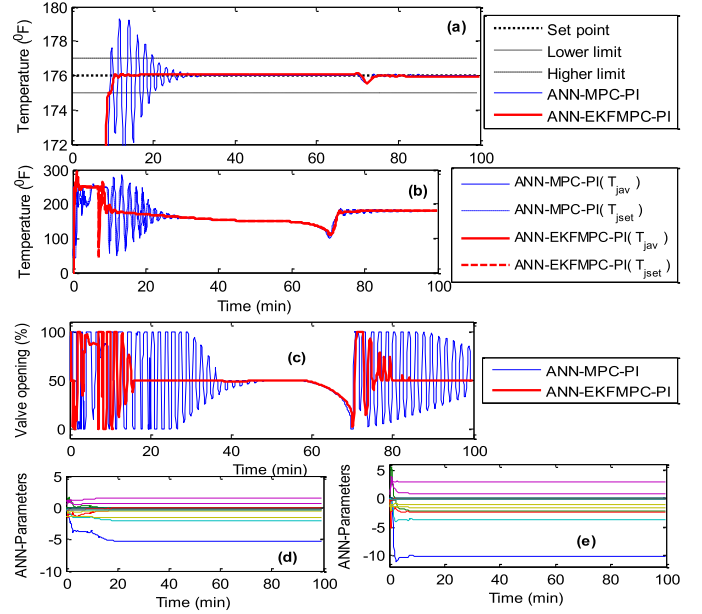 180
178
176
174
172
Temperature (⁰F)
(a)
0
20
40
60
80
100
Set point
Lower limit
Higher limit
ANN-MPC-PI
ANN-EKFMPC-PI
300
200
100
0
Temperature (⁰F)
(b)
0
20
40
60
80
100
Time (min)
ANN-MPC-PI( Tjav )
ANN-MPC-PI( Tjset )
ANN-EKFMPC-PI( Tjav )
ANN-EKFMPC-PI( Tjset )
100
50
0
Valve opening (%)
(c)
0
20
40
60
80
100
Time (min)
ANN-MPC-PI
ANN-EKFMPC-PI
5
0
-5
-10
ANN-Parameters
(d)
0
20
40
60
80
100
Time (min)
5
0
-5
-10
ANN-Parameters
(e)
0
20
40
60
80
100
Time (min)